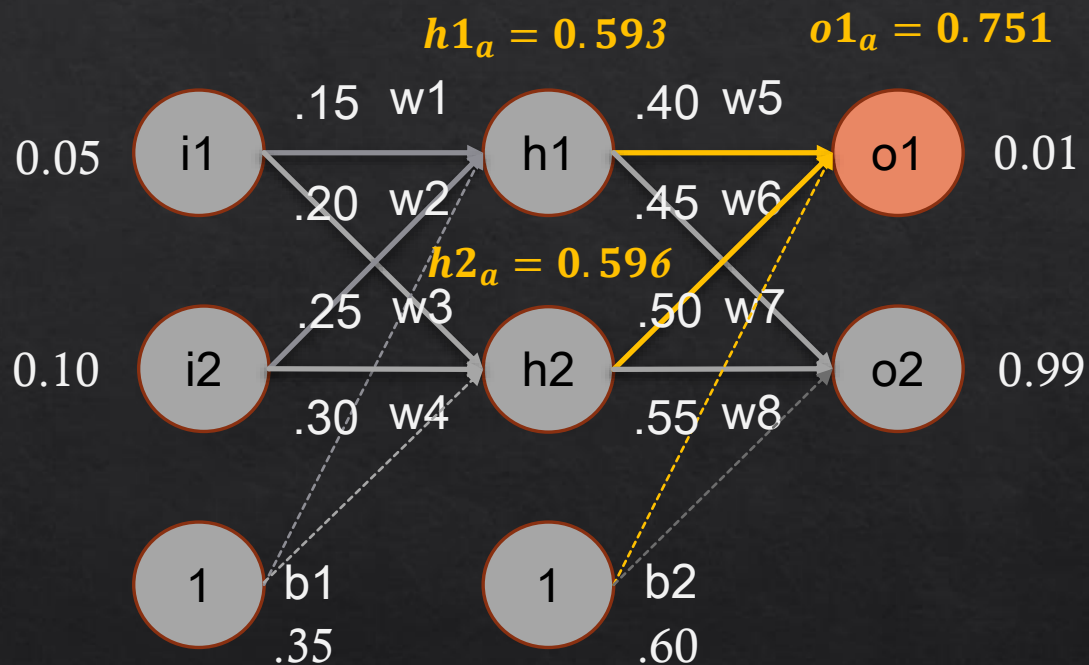 h1ₐ = 0.593 o1ₐ = 0.751
.15 w1 .40 w5
0.05 i1 h1 o1 0.01
.20 w2 .45 w6
h2ₐ = 0.596
.25 w3 .50 w7
0.10 i2 h2 o2 0.99
.30 w4 .55 w8
1 b1 1 b2
.35 .60